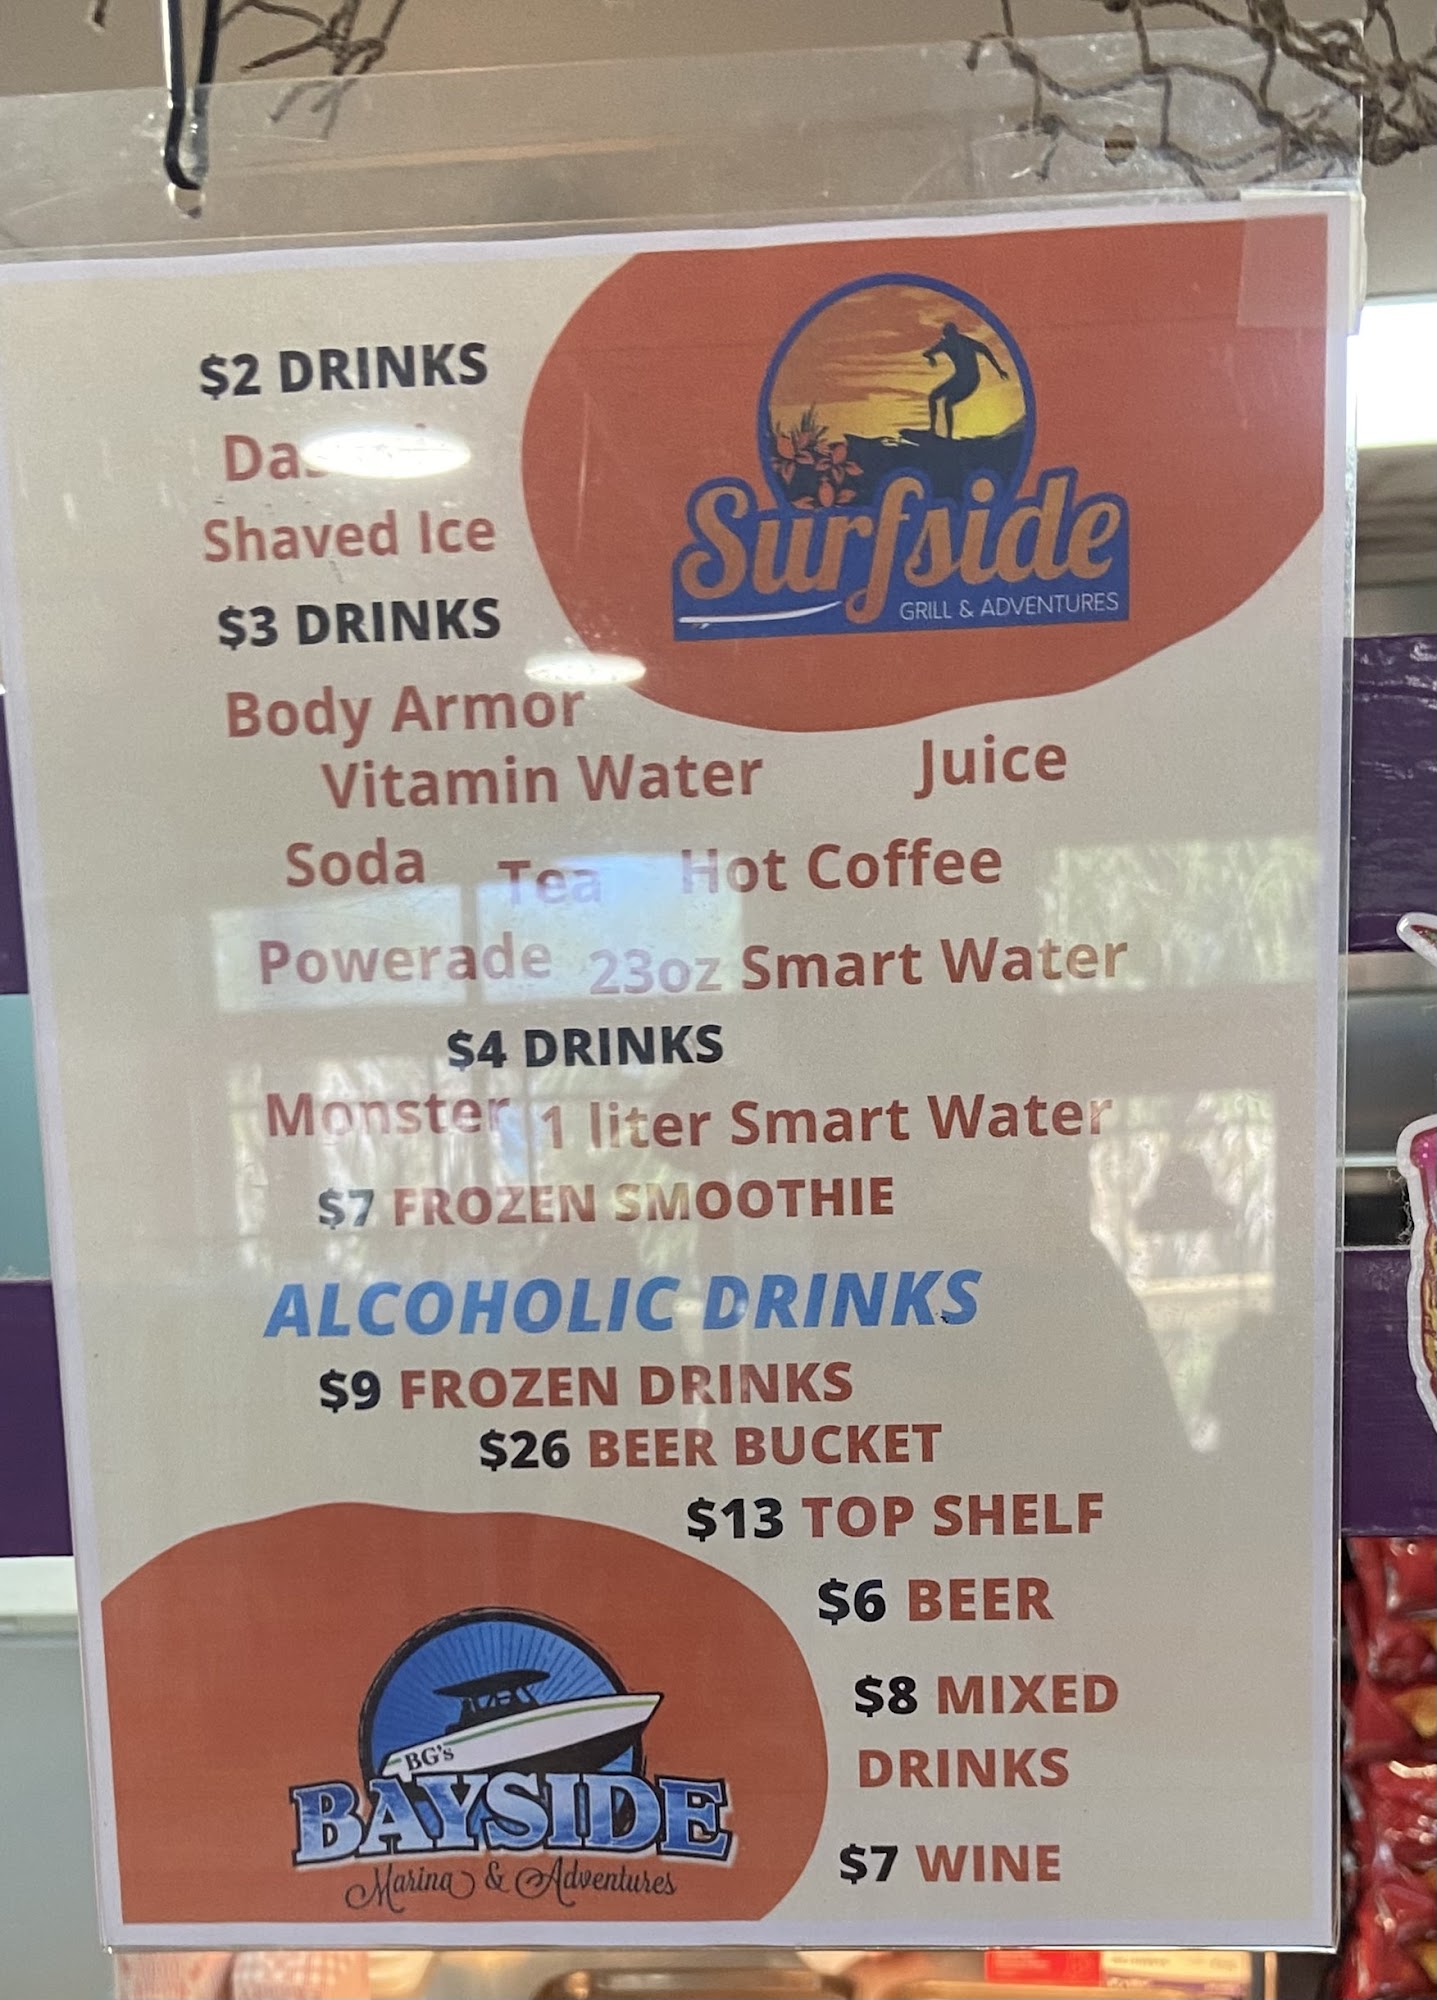 $2 DRINKS
Shaved Ice
$3 DRINKS
Body Armor
Vitamin Water Juice
Soda Tea Hot Coffee
Powerade 23oz Smart Water
$4 DRINKS
Monster 1 liter Smart Water
$7 FROZEN SMOOTHIE
ALCOHOLIC DRINKS
$9 FROZEN DRINKS
$26 BEER BUCKET
$13 TOP SHELF
$6 BEER
$8 MIXED
DRINKS
$7 WINE
Surfside
GRILL & ADVENTURES
BG's
BAYSIDE
Marina & Adventures